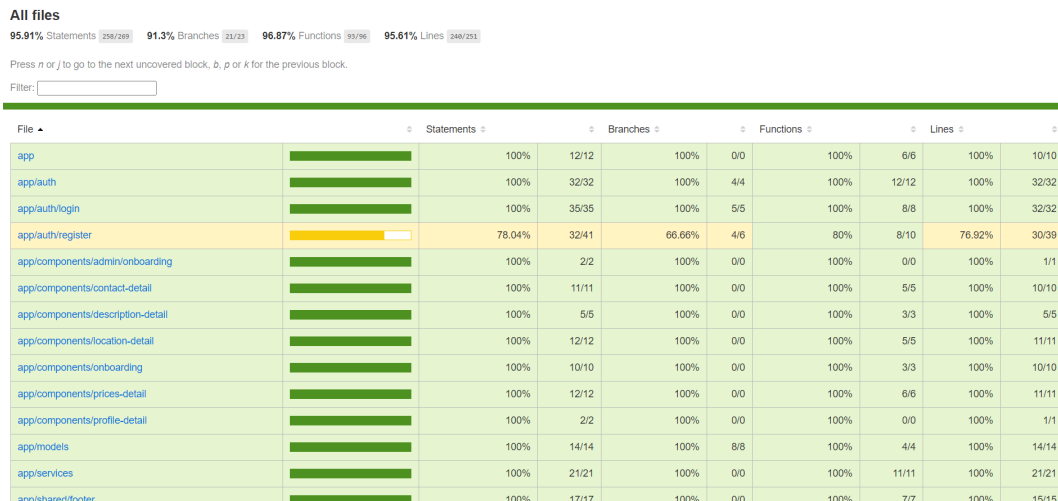 All files
95.91% Statements 258/269 91.3% Branches 21/23 96.87% Functions 93/96 95.61% Lines 240/251
Press n or j to go to the next uncovered block, b, p or k for the previous block.
Filter:
File Statements Branches Functions Lines
app 100% 12/12 100% 0/0 100% 6/6 100% 10/10
app/auth 100% 32/32 100% 4/4 100% 12/12 100% 32/32
app/auth/login 100% 35/35 100% 5/5 100% 8/8 100% 32/32
app/auth/register 78.04% 32/41 66.66% 4/6 80% 8/10 76.92% 30/39
app/components/admin/onboarding 100% 2/2 100% 0/0 100% 0/0 100% 1/1
app/components/contact-detail 100% 11/11 100% 0/0 100% 5/5 100% 10/10
app/components/description-detail 100% 5/5 100% 0/0 100% 3/3 100% 5/5
app/components/location-detail 100% 12/12 100% 0/0 100% 5/5 100% 11/11
app/components/onboarding 100% 10/10 100% 0/0 100% 3/3 100% 10/10
app/components/prices-detail 100% 12/12 100% 0/0 100% 6/6 100% 11/11
app/components/profile-detail 100% 2/2 100% 0/0 100% 0/0 100% 1/1
app/models 100% 14/14 100% 8/8 100% 4/4 100% 14/14
app/services 100% 21/21 100% 0/0 100% 11/11 100% 21/21
app/shared/footer 100% 17/17 100% 0/0 100% 7/7 100% 15/15